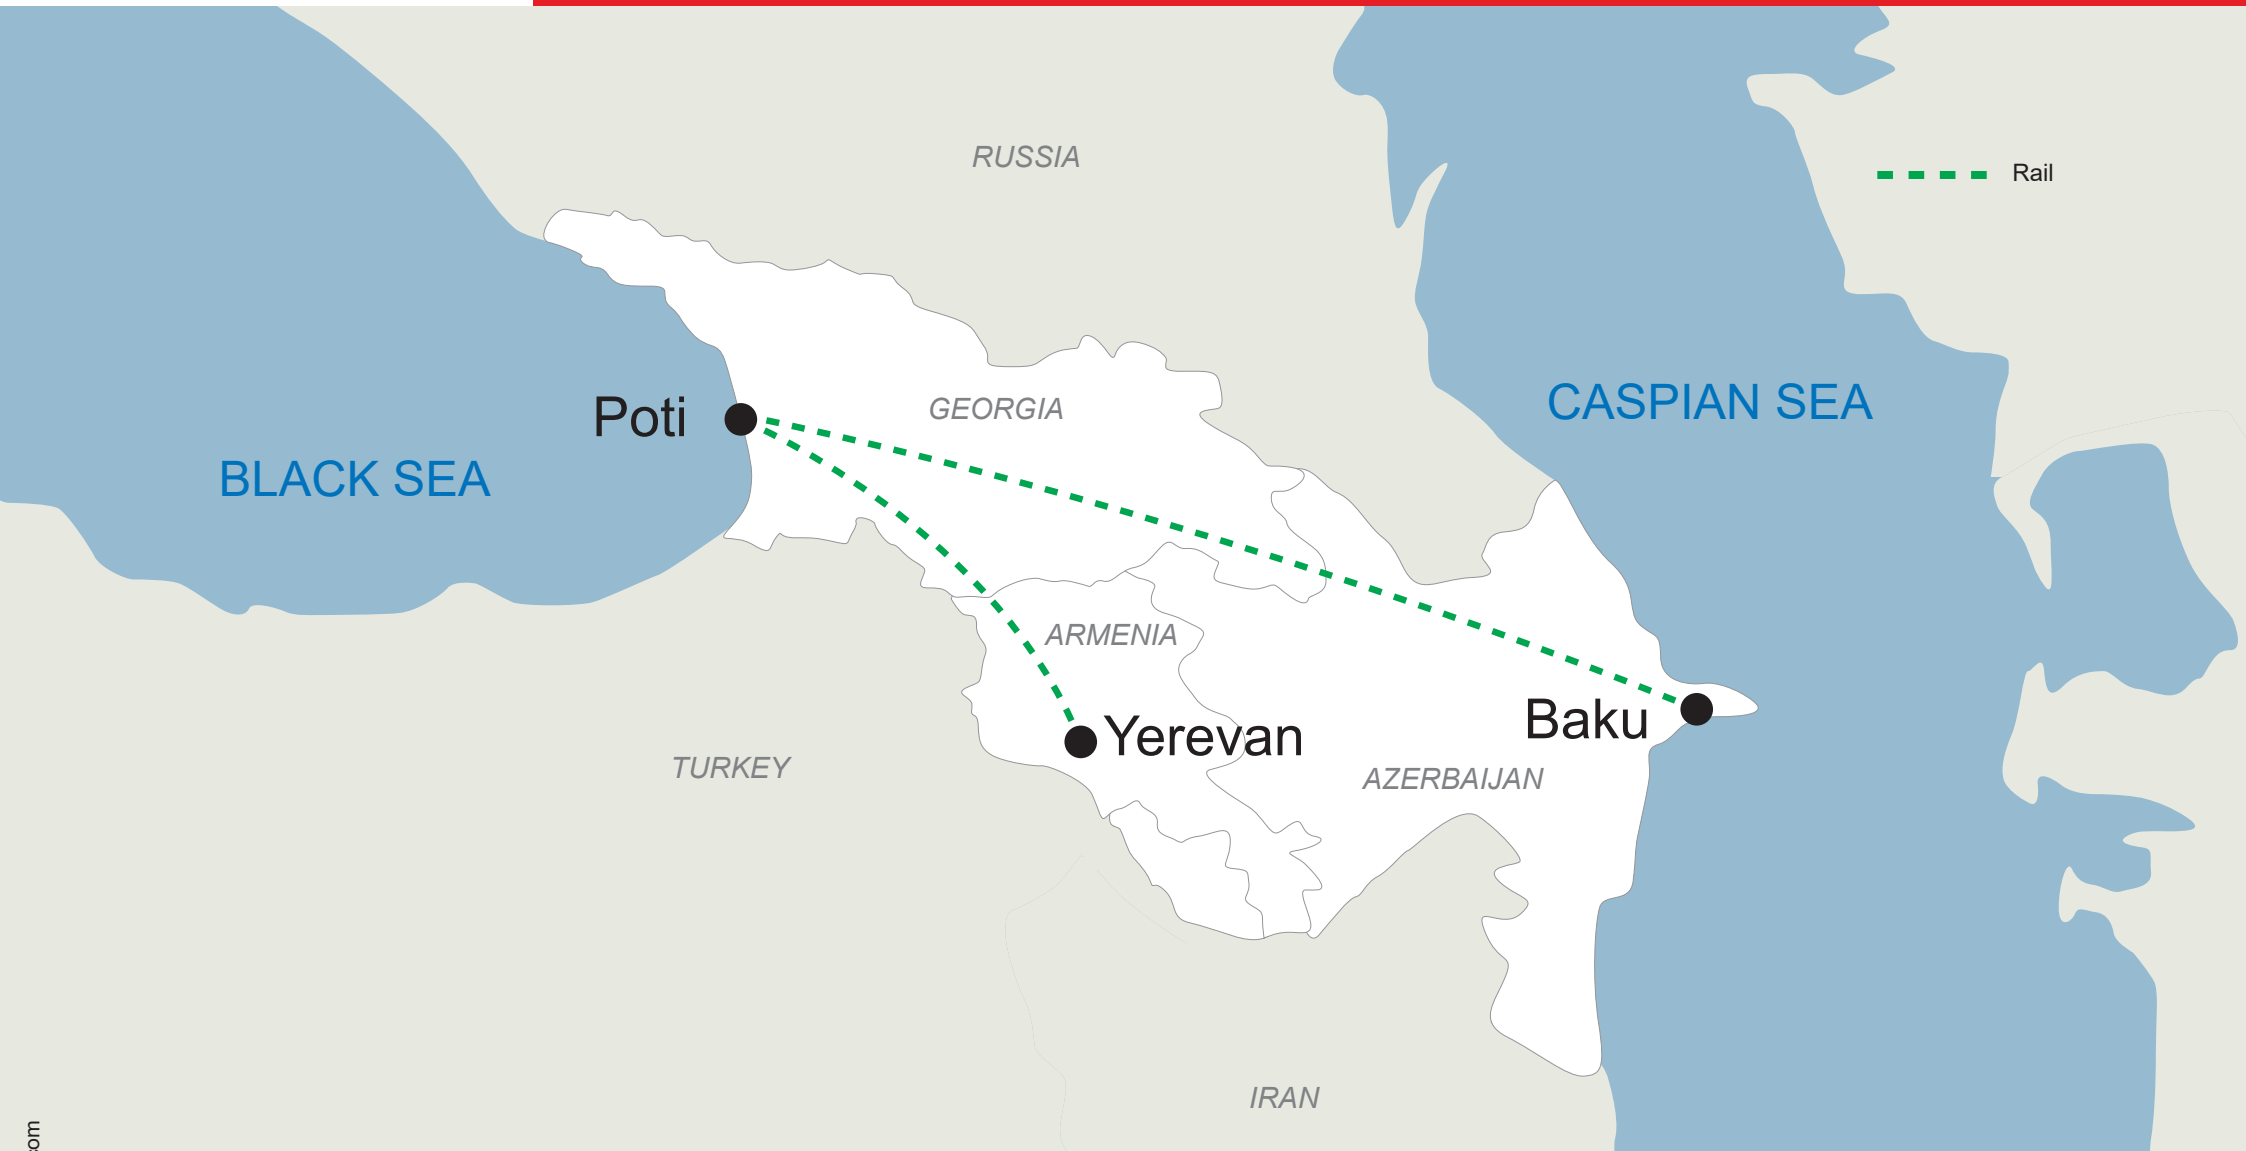 RUSSIA
Rail
CASPIAN SEA
Poti
GEORGIA
BLACK SEA
ARMENIA
Baku
Yerevan
TURKEY
AZERBAIJAN
IRAN